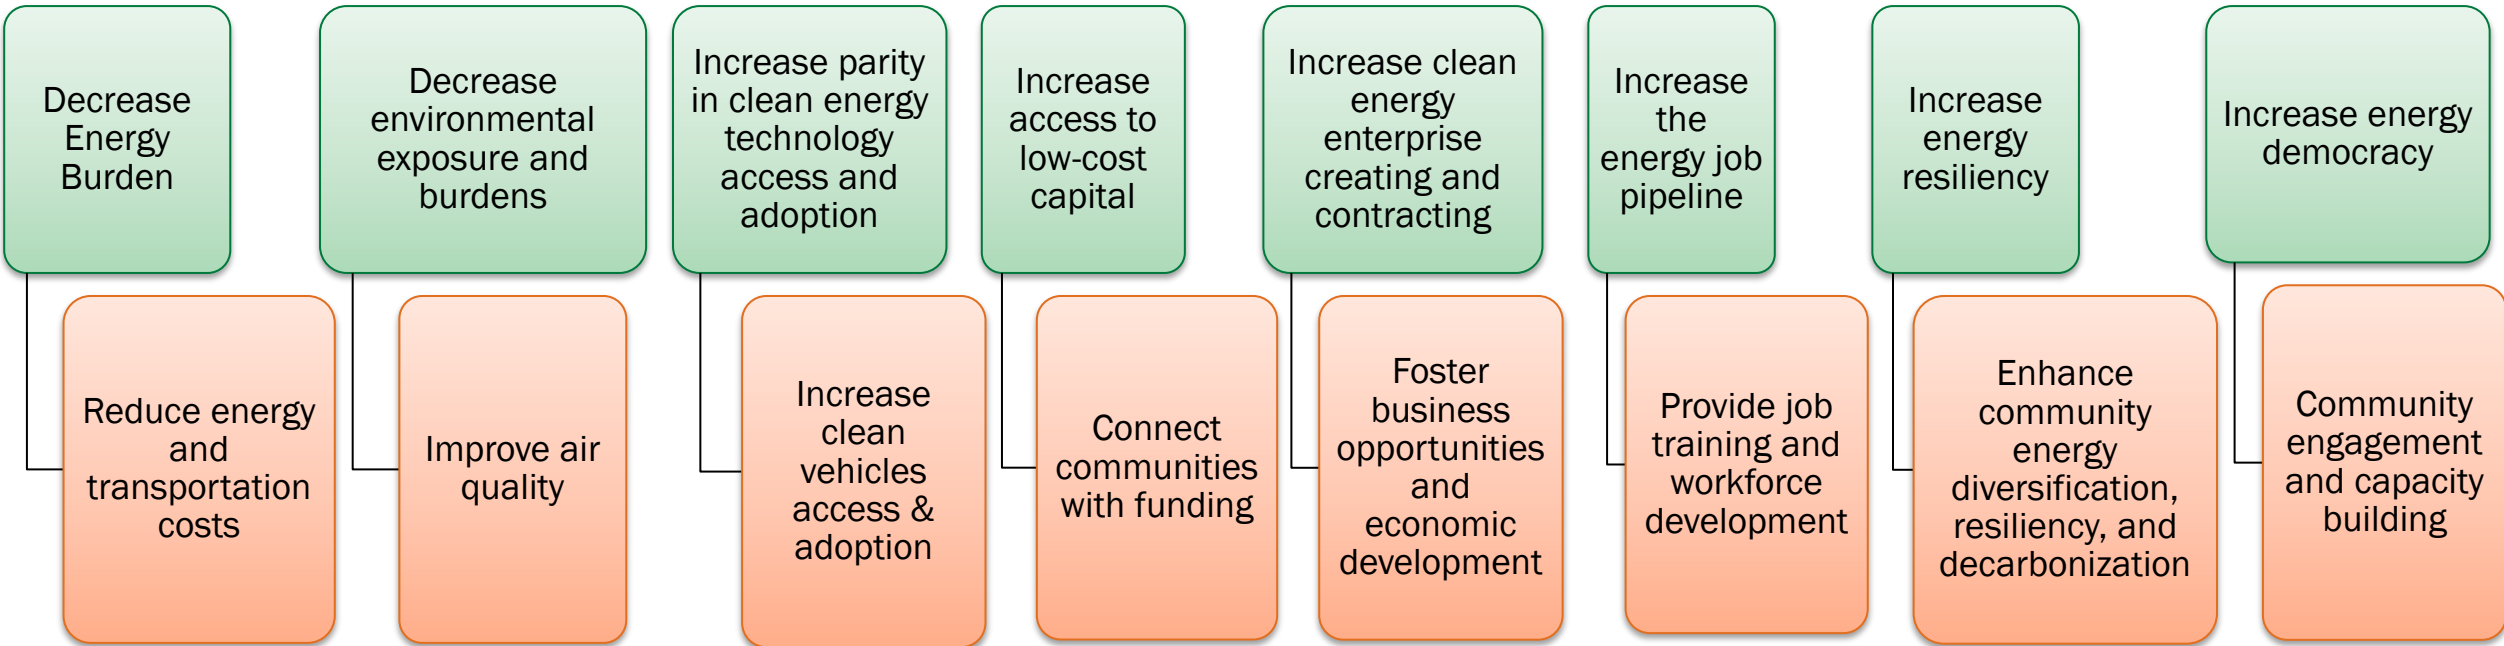 Decrease
Energy
Burden
Reduce energy
and
transportation
costs
Decrease
environmental
exposure and
burdens
Improve air
quality
Increase parity
in clean energy
technology
access and
adoption
Increase
clean
vehicles
access &
adoption
Increase
access to
low-cost
capital
Connect
communities
with funding
Increase clean
energy
enterprise
creating and
contracting
Foster
business
opportunities
and
economic
development
Increase
the
energy job
pipeline
Provide job
training and
workforce
development
Increase
energy
resiliency
Enhance
community
energy
diversification,
resiliency, and
decarbonization
Increase energy
democracy
Community
engagement
and capacity
building